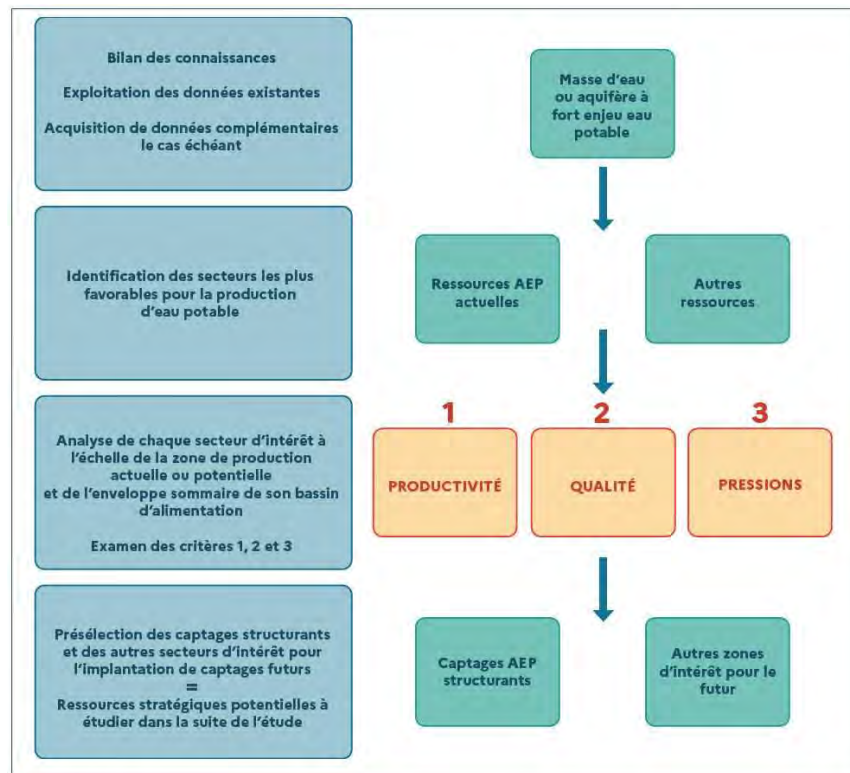 Bilan des connaissances
Exploitation des données existantes
Acquisition de données complémentaires
le cas échéant
Masse d'eau
ou aquifère à
fort enjeu eau
potable
Identification des secteurs les plus
favorables pour la production
d'eau potable
Ressources AEP
actuelles
Autres
ressources
Analyse de chaque secteur d'intérêt à
l'échelle de la zone de production
actuelle ou potentielle
et de l'enveloppe sommaire de son bassin
d'alimentation
Examen des critères 1, 2 et 3
1
PRODUCTIVITÉ
2
QUALITÉ
3
PRESSIONS
Présélection des captages structurants
et des autres secteurs d'intérêt pour
l'implantation de captages futurs
=
Ressources stratégiques potentielles à
étudier dans la suite de l'étude
Captages AEP
structurants
Autres zones
d'intérêt pour le
futur